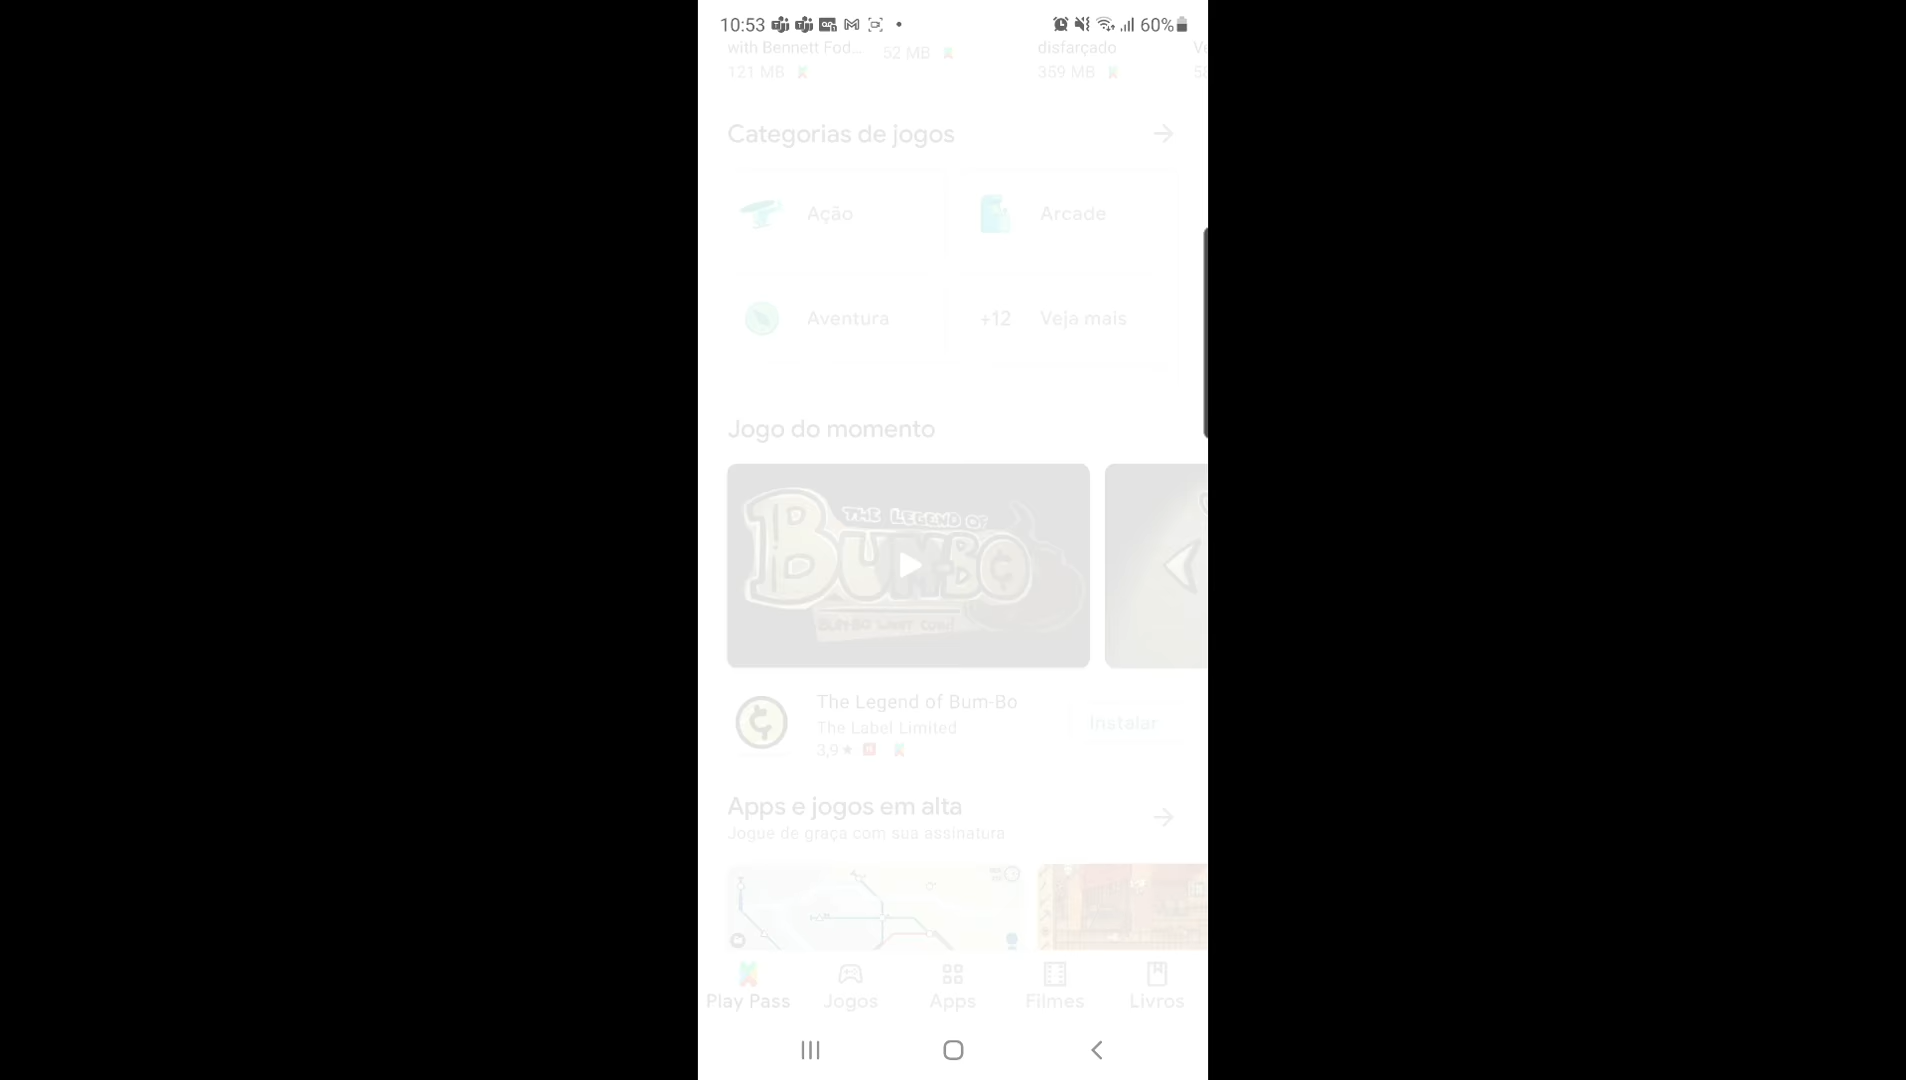 10:53
60%
with Bennett Fod...
52 MB
disfarçado
121 MB
359 MB
Categorias de jogos
Ação
Arcade
Aventura
+12
Veja mais
Jogo do momento
THE LEGEND OF
BUM-BO
The Legend of Bum-Bo
The Label Limited
3,9
Instalar
Apps e jogos em alta
Jogue de graça com sua assinatura
Play Pass
Jogos
Apps
Filmes
Livros